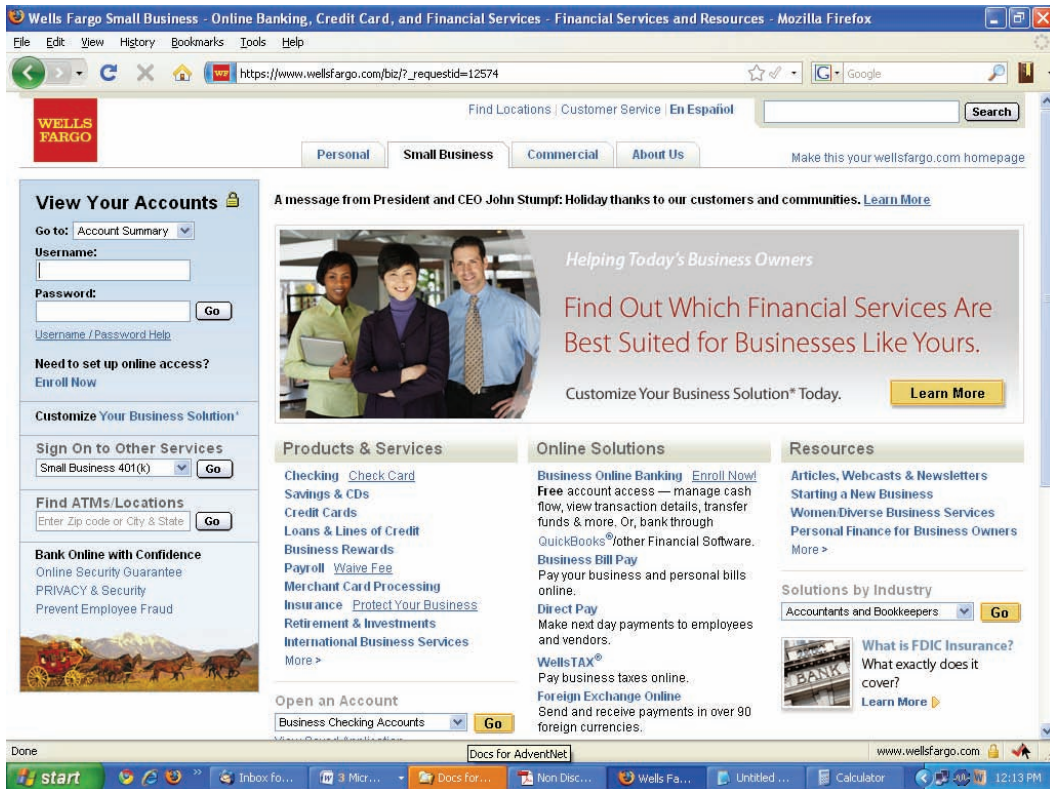 Wells Fargo Small Business - Online Banking, Credit Card, and Financial Services - Financial Services and Resources - Mozilla Firefox
File Edit View History Bookmarks Tools Help
https://www.wellsfargo.com/biz/?_requestid=12574
Google
WELLS
FARGO
Find Locations | Customer Service | En Español
Search
Personal Small Business Commercial About Us
Make this your wellsfargo.com homepage
View Your Accounts
Go to: Account Summary
Username:
Password:
Go
Username / Password Help
Need to set up online access?
Enroll Now
Customize Your Business Solution*
Sign On to Other Services
Small Business 401(k) Go
Find ATMs/Locations
Enter Zip code or City & State Go
Bank Online with Confidence
Online Security Guarantee
PRIVACY & Security
Prevent Employee Fraud
A message from President and CEO John Stumpf: Holiday thanks to our customers and communities. Learn More
Helping Today's Business Owners
Find Out Which Financial Services Are
Best Suited for Businesses Like Yours.
Customize Your Business Solution* Today.
Learn More
Products & Services
Checking Check Card
Savings & CDs
Credit Cards
Loans & Lines of Credit
Business Rewards
Payroll Waive Fee
Merchant Card Processing
Insurance Protect Your Business
Retirement & Investments
International Business Services
More >
Open an Account
Business Checking Accounts Go
Online Solutions
Business Online Banking Enroll Now!
Free account access — manage cash
flow, view transaction details, transfer
funds & more. Or, bank through
QuickBooks®/other Financial Software.
Business Bill Pay
Pay your business and personal bills
online.
Direct Pay
Make next day payments to employees
and vendors.
WellsTAX®
Pay business taxes online.
Foreign Exchange Online
Send and receive payments in over 90
foreign currencies.
Resources
Articles, Webcasts & Newsletters
Starting a New Business
Women/Diverse Business Services
Personal Finance for Business Owners
More >
Solutions by Industry
Accountants and Bookkeepers Go
BANK
What is FDIC Insurance?
What exactly does it
cover?
Learn More
Done
Docs for AdventNet
www.wellsfargo.com
start
Inbox fo...
3 Micr...
Docs for...
Non Disc...
Wells Fa...
Untitled ...
Calculator
12:13 PM